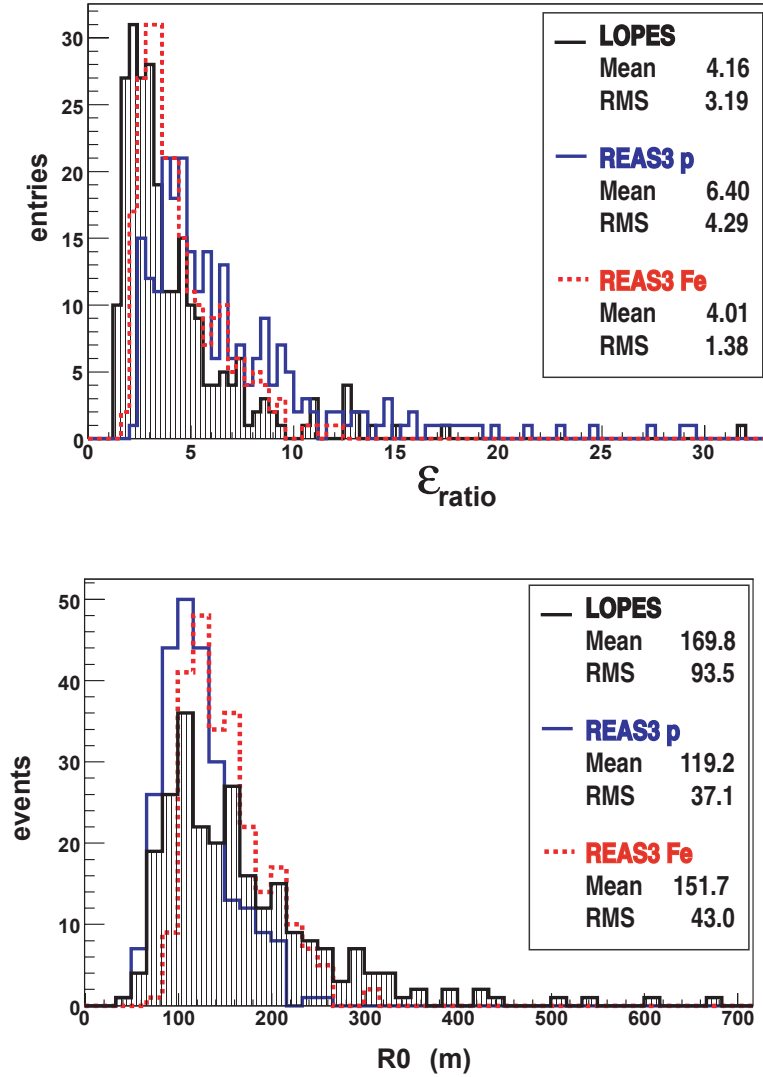 30
25
20
15
10
5
0
entries
0 5 10 15 20 25 30
εratio
LOPES
Mean 4.16
RMS 3.19
REAS3 p
Mean 6.40
RMS 4.29
REAS3 Fe
Mean 4.01
RMS 1.38
50
40
30
20
10
0
events
0 100 200 300 400 500 600 700
R0 (m)
LOPES
Mean 169.8
RMS 93.5
REAS3 p
Mean 119.2
RMS 37.1
REAS3 Fe
Mean 151.7
RMS 43.0